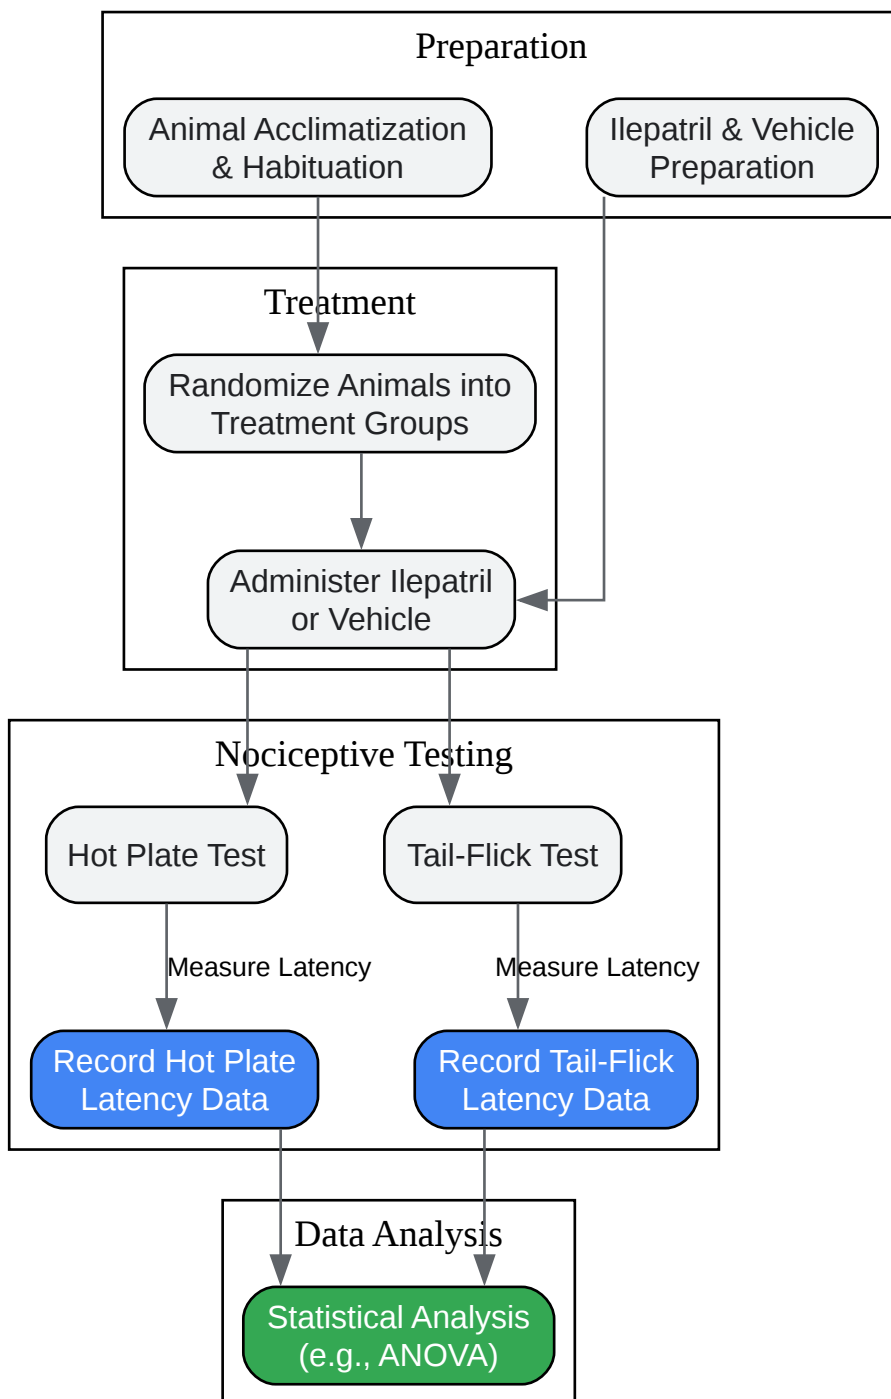 Preparation
Animal Acclimatization
& Habituation
Ilepatril & Vehicle
Preparation
Treatment
Randomize Animals into
Treatment Groups
Administer Ilepatril
or Vehicle
Nociceptive Testing
Hot Plate Test
Tail-Flick Test
Measure Latency
Measure Latency
Record Hot Plate
Latency Data
Record Tail-Flick
Latency Data
Data Analysis
Statistical Analysis
(e.g., ANOVA)